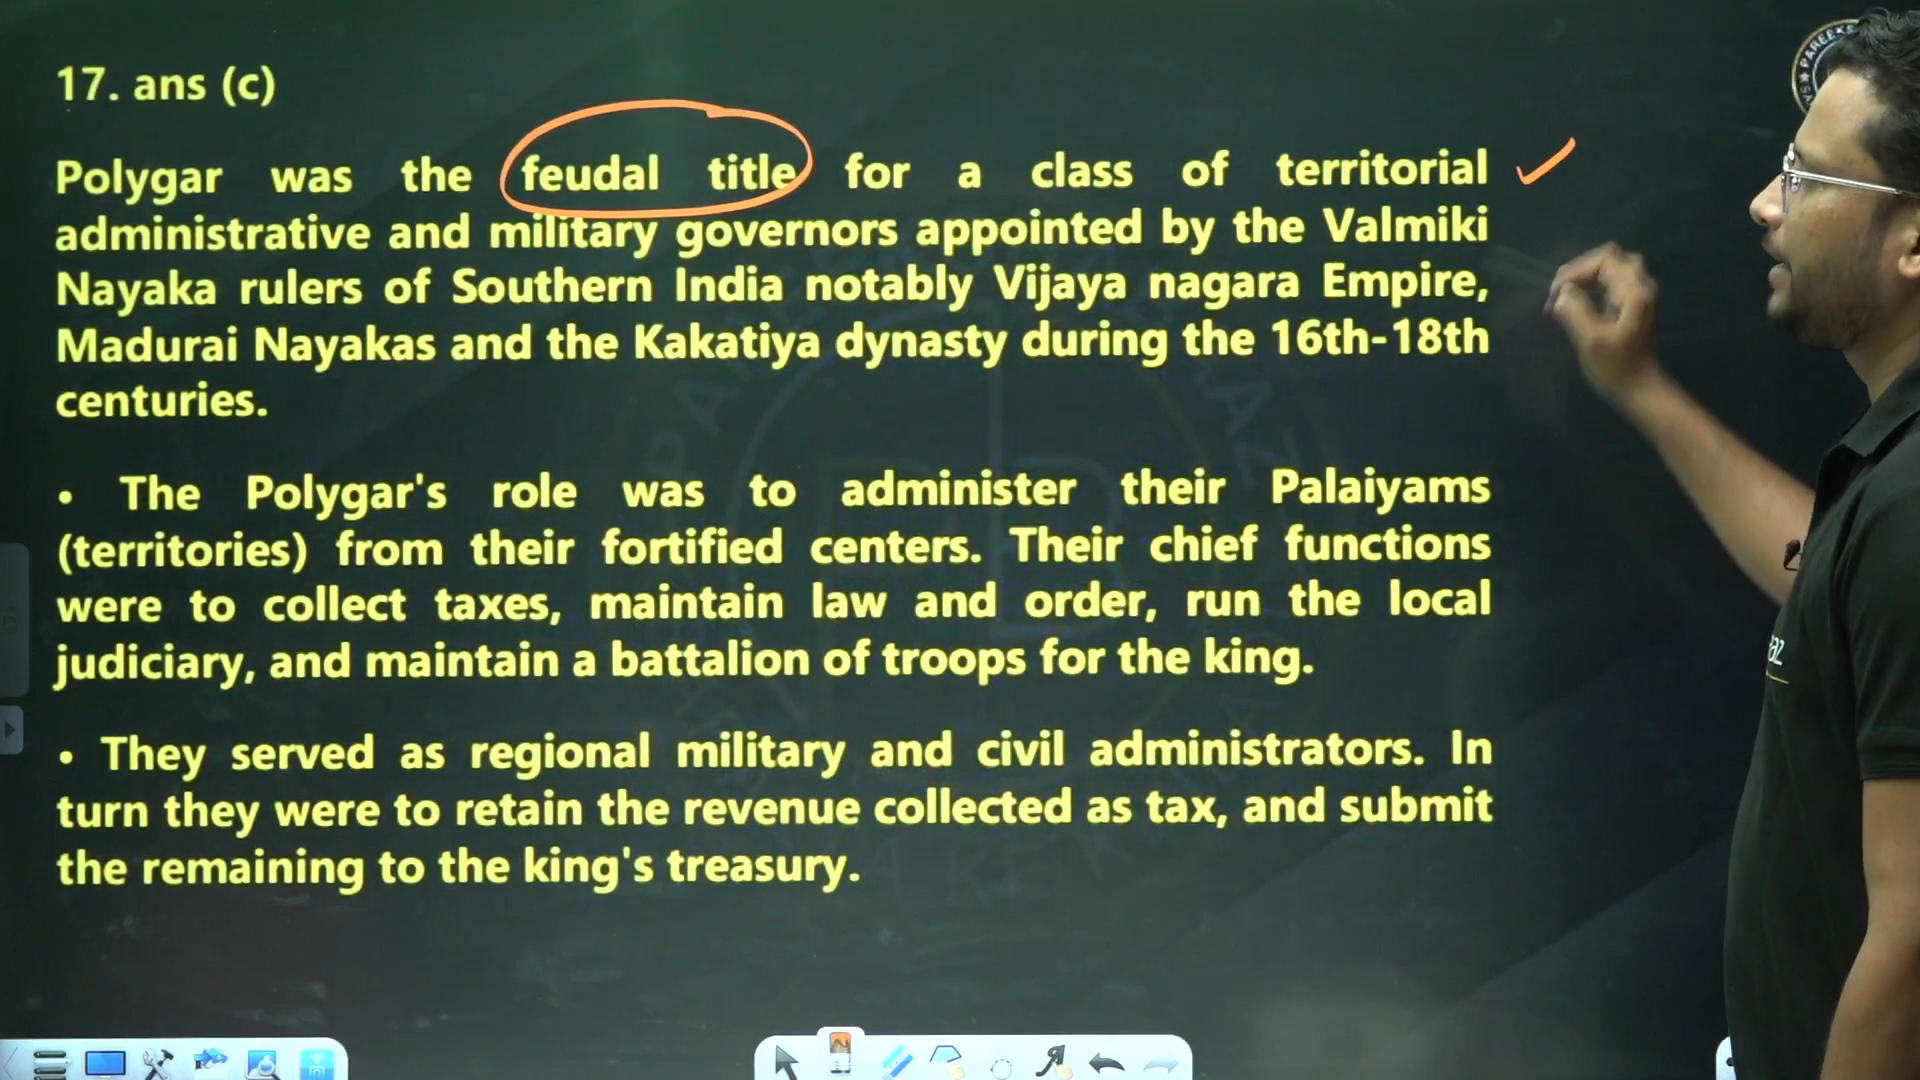 17. ans (c)
Polygar was the feudal title for a class of territorial
administrative and military governors appointed by the Valmiki
Nayaka rulers of Southern India notably Vijaya nagara Empire,
Madurai Nayakas and the Kakatiya dynasty during the 16th-18th
centuries.
• The Polygar's role was to administer their Palaiyams
(territories) from their fortified centers. Their chief functions
were to collect taxes, maintain law and order, run the local
judiciary, and maintain a battalion of troops for the king.
• They served as regional military and civil administrators. In
turn they were to retain the revenue collected as tax, and submit
the remaining to the king's treasury.